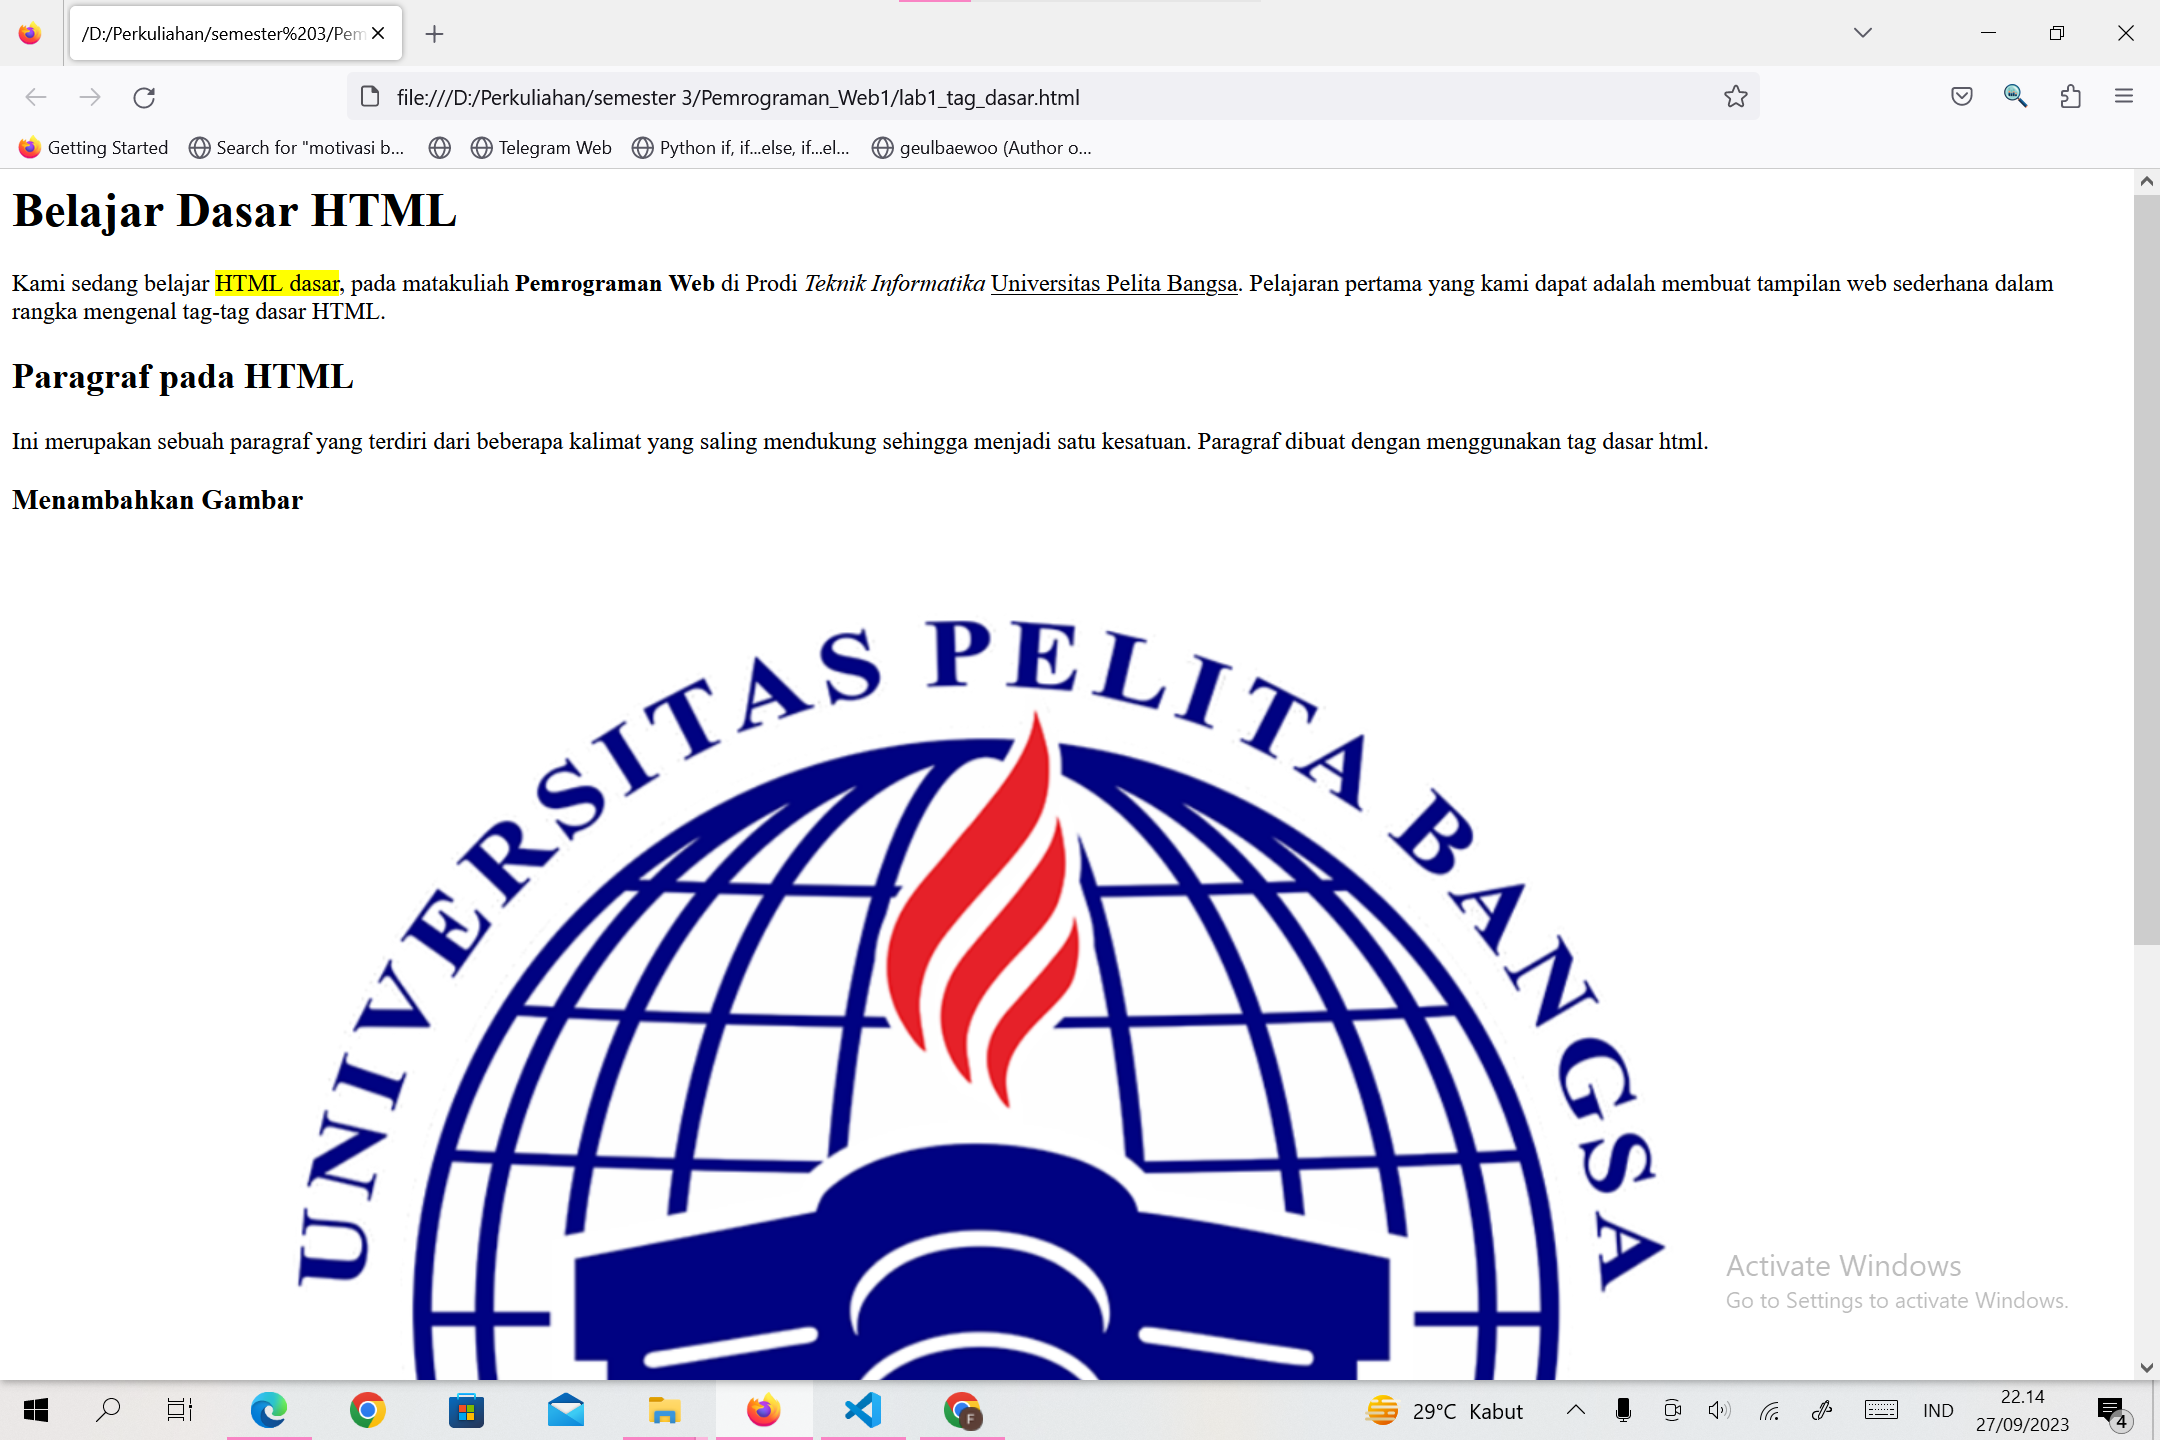 /D:/Perkuliahan/semester%203/Pem
file:///D:/Perkuliahan/semester 3/Pemrograman_Web1/lab1_tag_dasar.html
Getting Started Search for "motivasi b... Telegram Web Python if, if...else, if...el... geulbaewoo (Author o...
Belajar Dasar HTML
Kami sedang belajar HTML dasar, pada matakuliah Pemrograman Web di Prodi Teknik Informatika Universitas Pelita Bangsa. Pelajaran pertama yang kami dapat adalah membuat tampilan web sederhana dalam
rangka mengenal tag-tag dasar HTML.
Paragraf pada HTML
Ini merupakan sebuah paragraf yang terdiri dari beberapa kalimat yang saling mendukung sehingga menjadi satu kesatuan. Paragraf dibuat dengan menggunakan tag dasar html.
Menambahkan Gambar
UNIVERSITAS PELITA BANGSA
Activate Windows
Go to Settings to activate Windows.
F
29°C Kabut
IND
22.14
27/09/2023
4